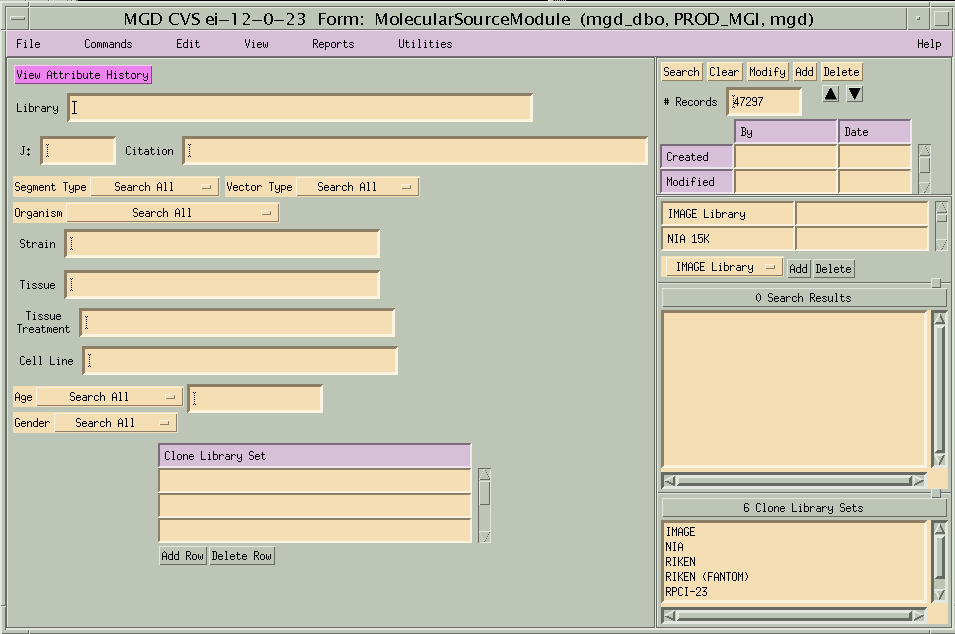 MGD CVS ei-12-0-23 Form: MolecularSourceModule (mgd_dbo, PROD_MGI, mgd)
File Commands Edit View Reports Utilities Help
View Attribute History
Library
J: Citation
Segment Type Search All Vector Type Search All
Organism Search All
Strain
Tissue
Tissue
Treatment
Cell Line
Age Search All
Gender Search All
Clone Library Set
Add Row Delete Row
Search Clear Modify Add Delete
# Records 47297
By Date
Created
Modified
IMAGE Library
NIA 15K
IMAGE Library Add Delete
0 Search Results
6 Clone Library Sets
IMAGE
NIA
RIKEN
RIKEN (FANTOM)
RPCI-23